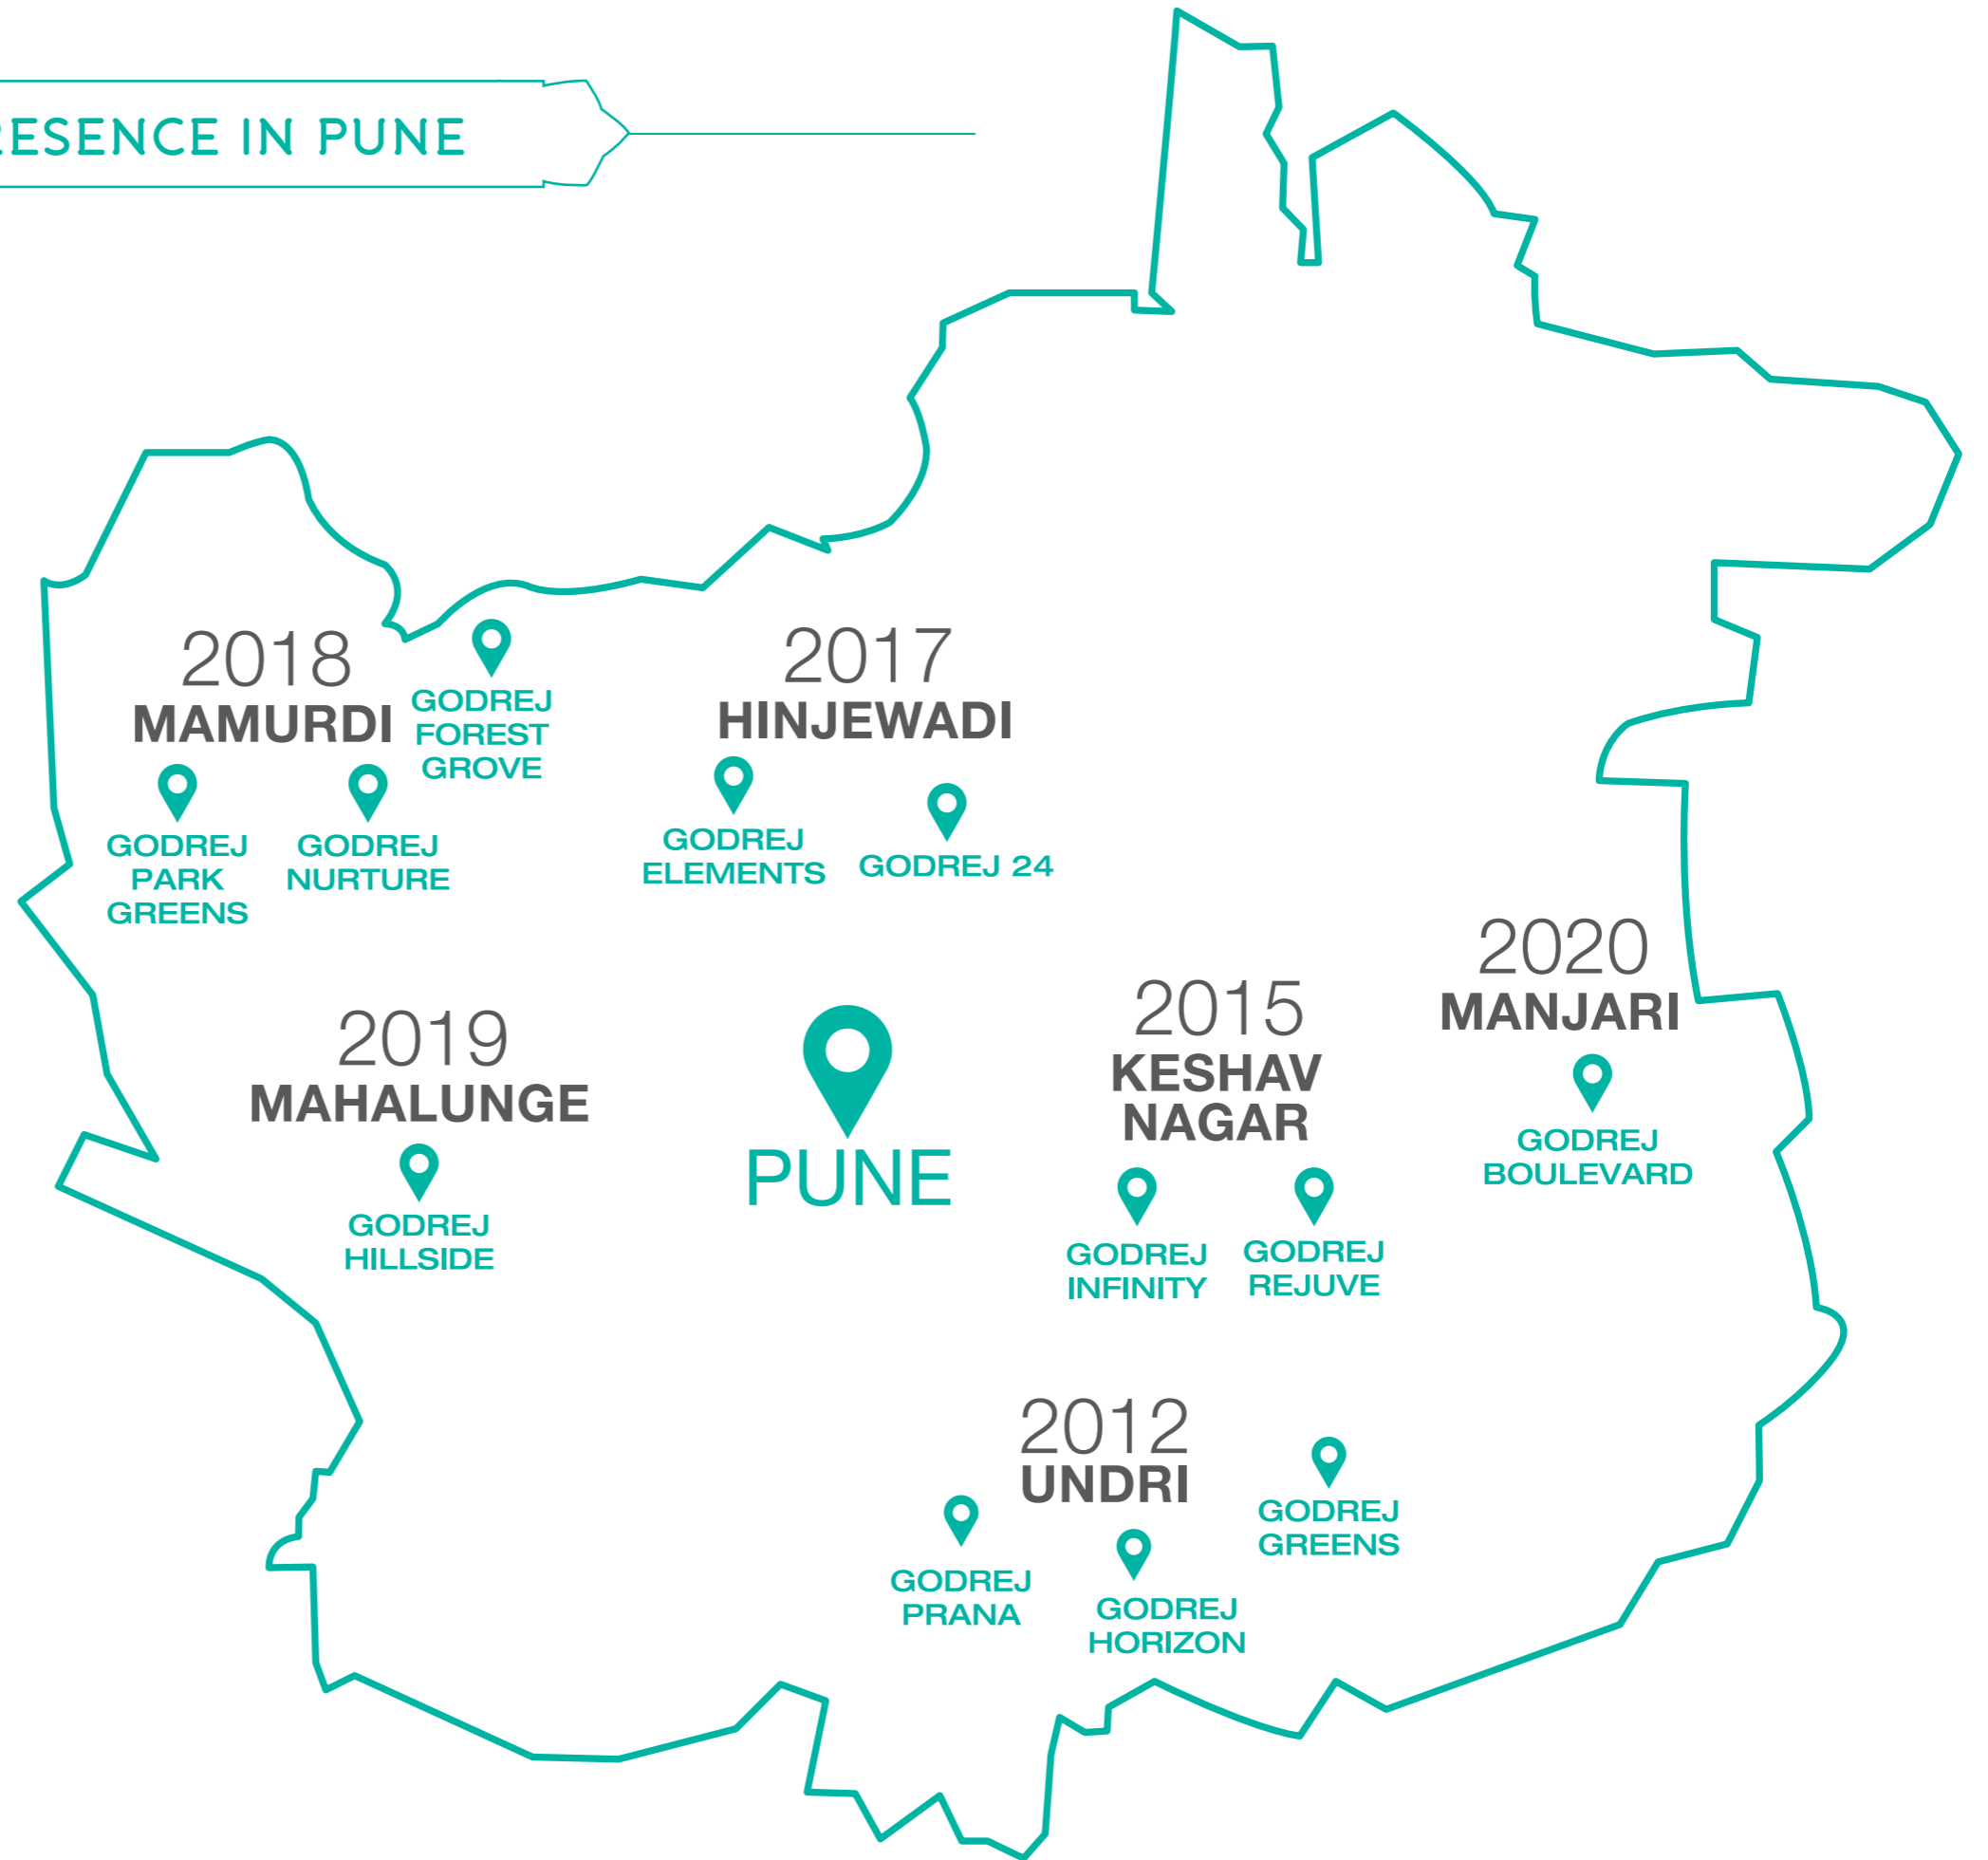 RESENCE IN PUNE
2018
MAMURDI
GODREJ
FOREST
GROVE
GODREJ
PARK
GREENS
GODREJ
NURTURE
2017
HINJEWADI
GODREJ
ELEMENTS
GODREJ 24
2020
MANJARI
GODREJ
BOULEVARD
2015
KESHAV
NAGAR
GODREJ
INFINITY
GODREJ
REJUVE
2019
MAHALUNGE
GODREJ
HILLSIDE
PUNE
2012
UNDRI
GODREJ
PRANA
GODREJ
HORIZON
GODREJ
GREENS